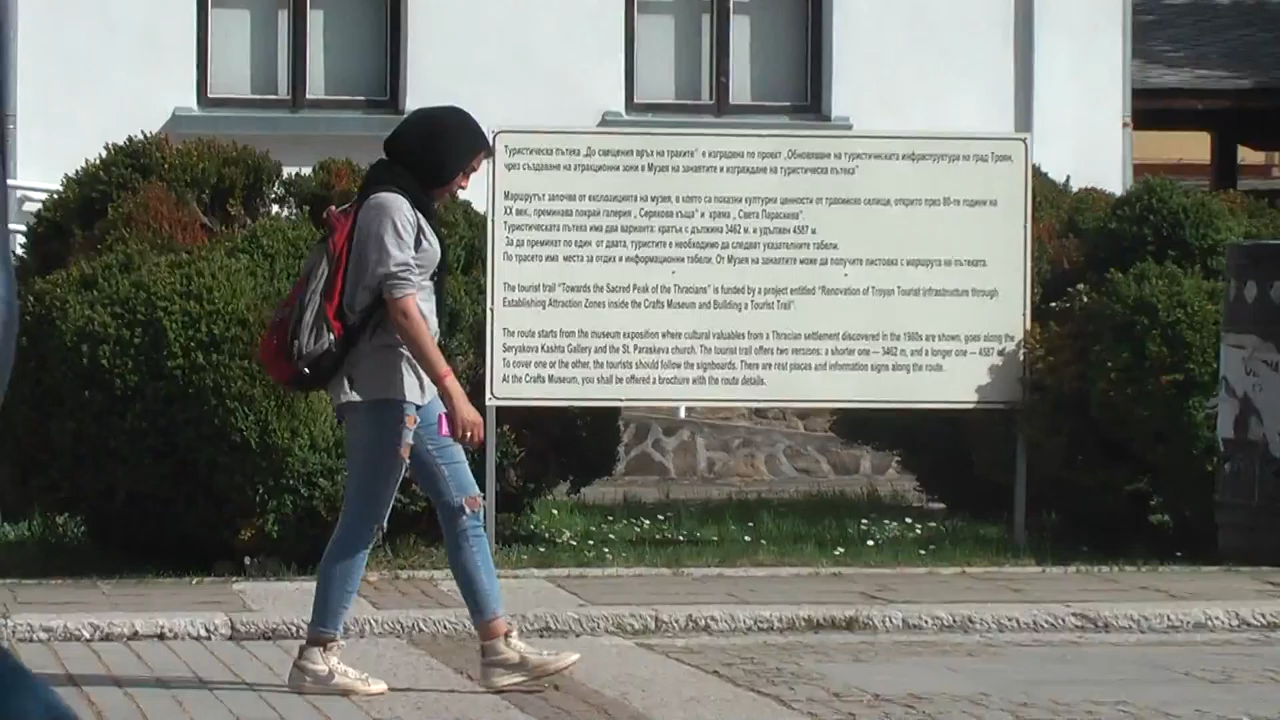 Туристическа пътека „До свещения връх на траките“ е изградена по проект „Обновяване на туристическата инфраструктура на град Троян,
чрез създаване на атракционни зони в Музея на занаятите и изграждане на туристическа пътека“
Маршрутът започва от експозицията на музея, в която са показни културни ценности от тракийско селище, открито през 80-те години на
XX век, преминава покрай галерия „Серякова къща“ и храма „Света Параскева“.
Туристическата пътека има два варианта: кратък с дължина 3462 м. и удължен 4587 м.
За да преминат по един от двата, туристите е необходимо да следват указателните табели.
По трасето има места за отдих и информационни табели. От Музея на занаятите може да получите листовка с маршрута на пътеката.
The tourist trail "Towards the Sacred Peak of the Thracians" is funded by a project entitled "Renovation of Troyan Tourist Infrastructure through
Establishing Attraction Zones inside the Crafts Museum and Building a Tourist Trail".
The route starts from the museum exposition where cultural valuables from a Thracian settlement discovered in the 1980s are shown, goes along the
Seryakova Kashta Gallery and the St. Paraskeva church. The tourist trail offers two versions: a shorter one — 3462 m, and a longer one — 4587 m.
To cover one or the other, the tourists should follow the signboards. There are rest places and information signs along the route.
At the Crafts Museum, you shall be offered a brochure with the route details.